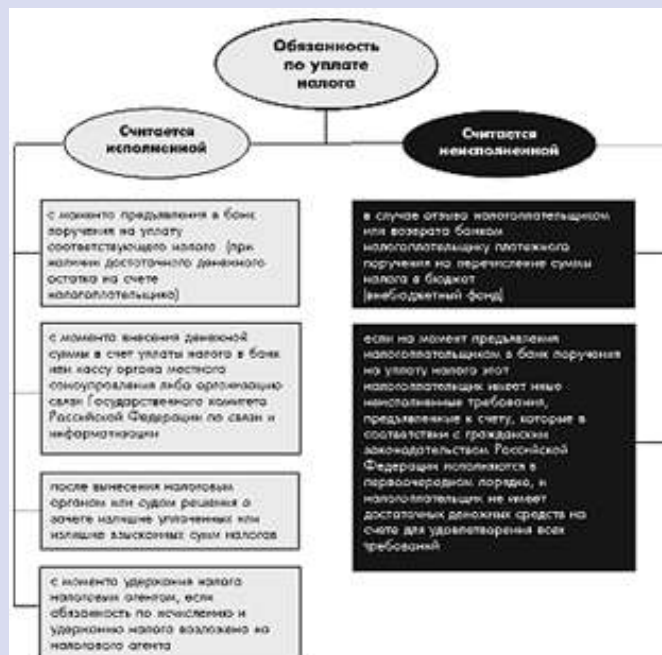 Обязанность
по уплате
налога
Считается
исполненной
Считается
неисполненной
с момента предъявления в банк
поручения на уплату
соответствующего налога (при
наличии достаточного денежного
остатка на счете
налогоплательщика)
с момента внесения денежной
суммы в счет уплаты налога в банк
или кассу органа местного
самоуправления либо организацию
связи Государственного комитета
Российской Федерации по связи и
информатизации
после вынесения налоговым
органом или судом решения о
зачете излишне уплаченных или
излишне взысканных сумм налогов
с момента удержания налога
налоговым агентом, если
обязанность по исчислению и
удержанию налога возложена на
налогового агента
в случае отзыва налогоплательщиком
или возврата банком
налогоплательщику платежного
поручения на перечисление суммы
налога в бюджет
(внебюджетный фонд)
если на момент предъявления
налогоплательщиком в банк поручения
на уплату налога этот
налогоплательщик имеет иные
неисполненные требования,
предъявленные к счету, которые в
соответствии с гражданским
законодательством Российской
Федерации исполняются в
первоочередном порядке, и
налогоплательщик не имеет
достаточных денежных средств на
счете для удовлетворения всех
требований